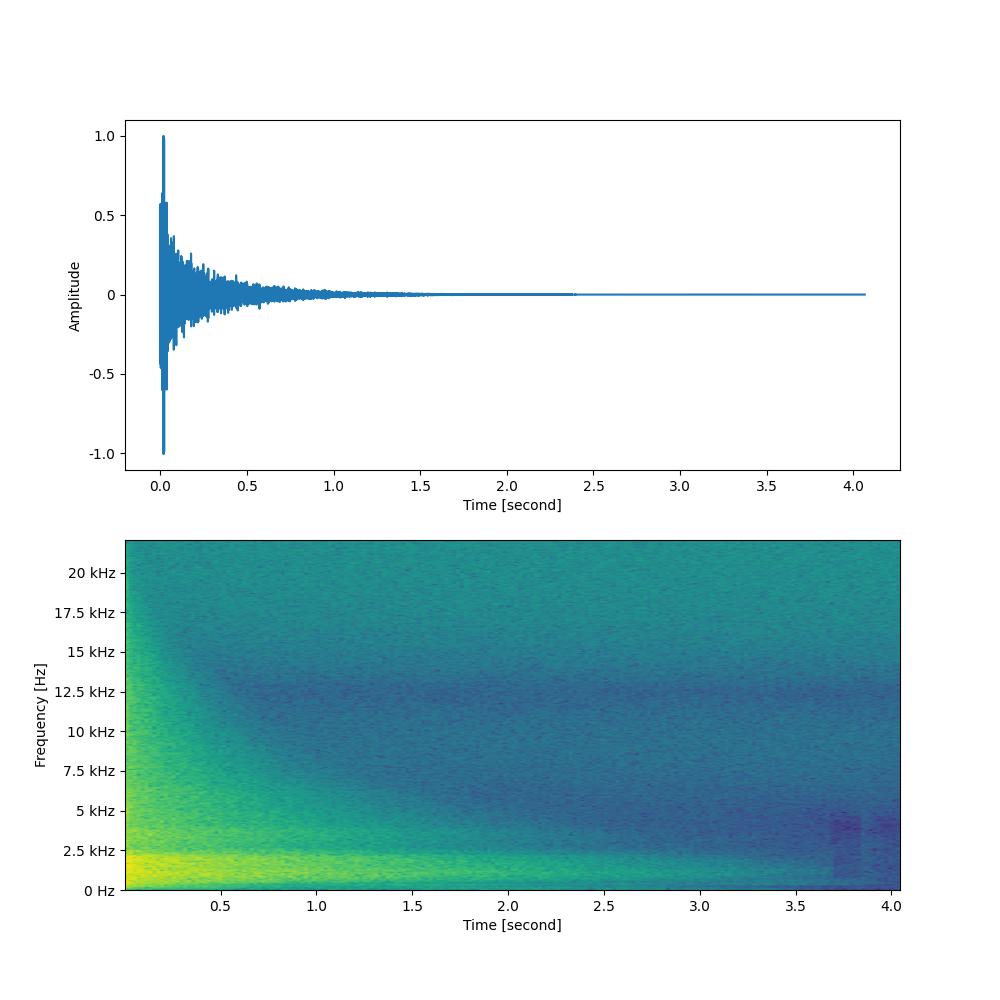 1.0
0.5
0
-0.5
-1.0
Amplitude
0.0 0.5 1.0 1.5 2.0 2.5 3.0 3.5 4.0
Time [second]
20 kHz
17.5 kHz
15 kHz
12.5 kHz
10 kHz
7.5 kHz
5 kHz
2.5 kHz
0 Hz
Frequency [Hz]
0.5 1.0 1.5 2.0 2.5 3.0 3.5 4.0
Time [second]